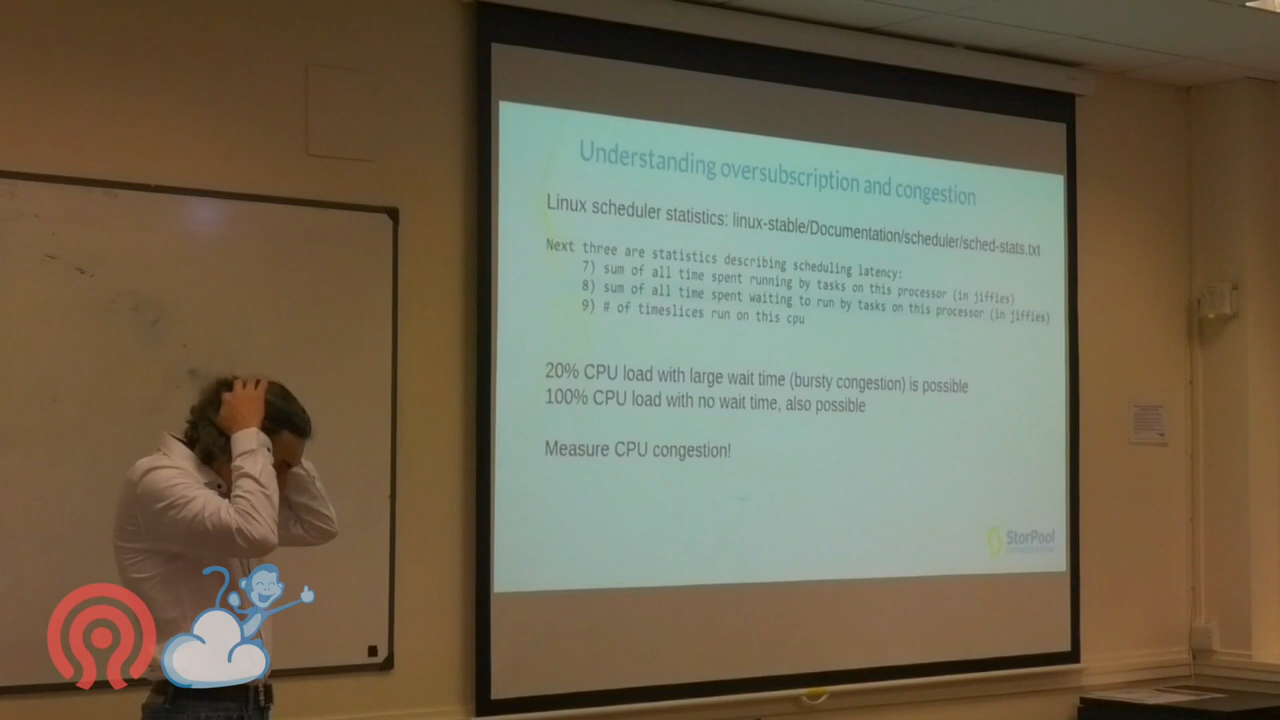 Understanding oversubscription and congestion
Linux scheduler statistics: linux-stable/Documentation/scheduler/sched-stats.txt
Next three are statistics describing scheduling latency:
7) sum of all time spent running by tasks on this processor (in jiffies)
8) sum of all time spent waiting to run by tasks on this processor (in jiffies)
9) # of timeslices run on this cpu
20% CPU load with large wait time (bursty congestion) is possible
100% CPU load with no wait time, also possible
Measure CPU congestion!
StorPool